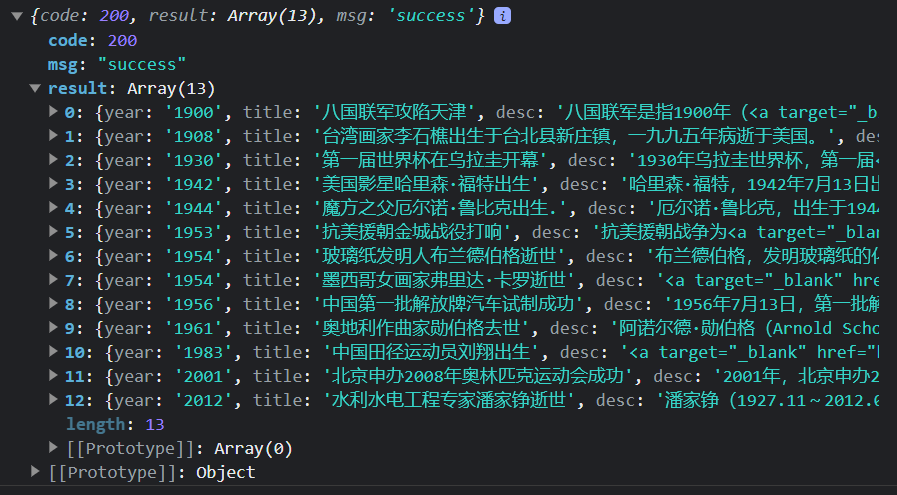 {code: 200, result: Array(13), msg: 'success'} i
code: 200
msg: "success"
result: Array(13)
0: {year: '1900', title: '八国联军攻陷天津', desc: '八国联军是指1900年（<a target="_b
1: {year: '1908', title: '台湾画家李石樵出生于台北县新庄镇，一九九五年病逝于美国。', des
2: {year: '1930', title: '第一届世界杯在乌拉圭开幕', desc: '1930年乌拉圭世界杯，第一届<
3: {year: '1942', title: '美国影星哈里森·福特出生', desc: '哈里森·福特，1942年7月13日出
4: {year: '1944', title: '魔方之父厄尔诺·鲁比克出生.', desc: '厄尔诺·鲁比克，出生于1944
5: {year: '1953', title: '抗美援朝金城战役打响', desc: '抗美援朝战争为<a target="_blan
6: {year: '1954', title: '玻璃纸发明人布兰德伯格逝世', desc: '布兰德伯格，发明玻璃纸的
7: {year: '1954', title: '墨西哥女画家弗里达·卡罗逝世', desc: '<a target="_blank" h
8: {year: '1956', title: '中国第一批解放牌汽车试制成功', desc: '1956年7月13日，第一批解
9: {year: '1961', title: '奥地利作曲家勋伯格去世', desc: '阿诺尔德·勋伯格（Arnold Scho
10: {year: '1983', title: '中国田径运动员刘翔出生', desc: '<a target="_blank" href="
11: {year: '2001', title: '北京申办2008年奥林匹克运动会成功', desc: '2001年，北京申办2
12: {year: '2012', title: '水利水电工程专家潘家铮逝世', desc: '潘家铮（1927.11～2012.0
length: 13
[[Prototype]]: Array(0)
[[Prototype]]: Object